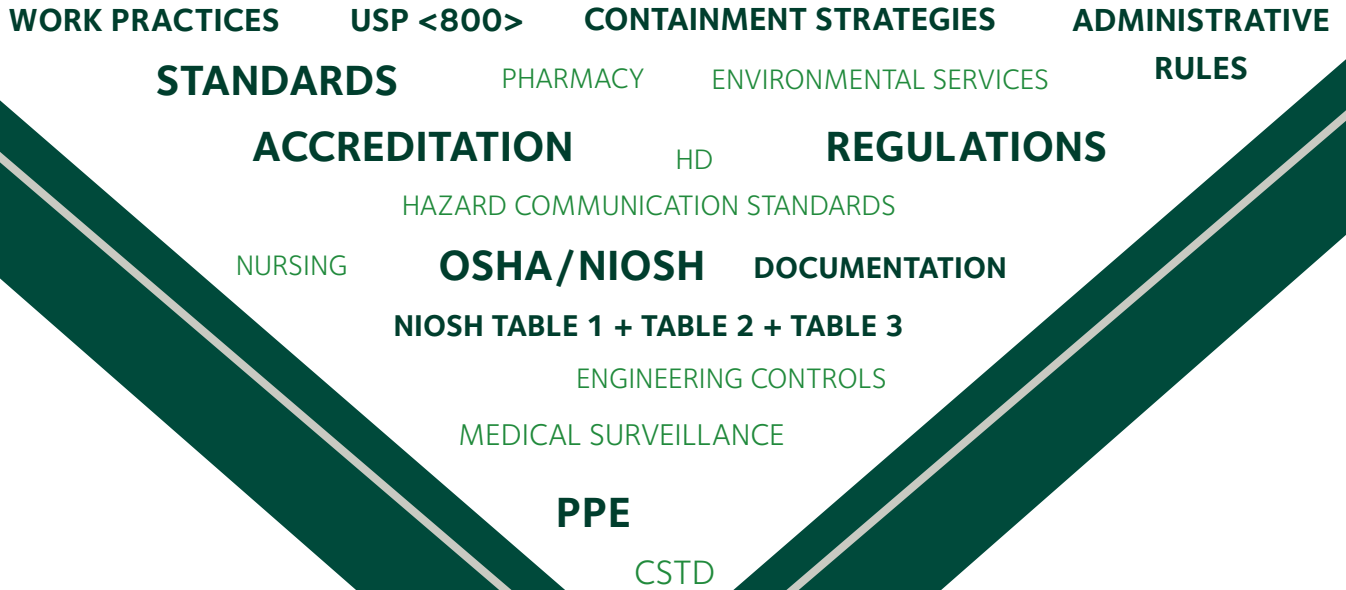 WORK PRACTICES USP <800> CONTAINMENT STRATEGIES ADMINISTRATIVE RULES
STANDARDS PHARMACY ENVIRONMENTAL SERVICES
ACCREDITATION HD REGULATIONS
HAZARD COMMUNICATION STANDARDS
NURSING OSHA/NIOSH DOCUMENTATION
NIOSH TABLE 1 + TABLE 2 + TABLE 3
ENGINEERING CONTROLS
MEDICAL SURVEILLANCE
PPE
CSTD